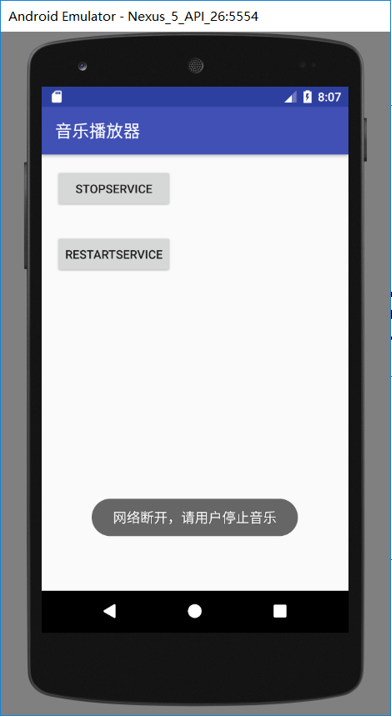 Android Emulator - Nexus_5_API_26:5554
8:07
音乐播放器
STOPSERVICE
RESTARTSERVICE
网络断开，请用户停止音乐